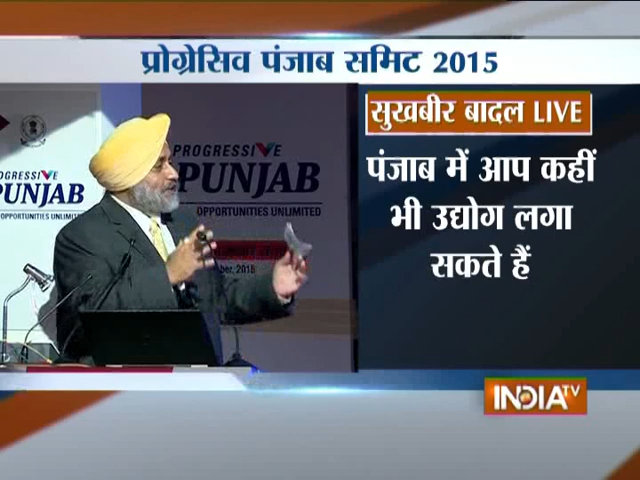 प्रोग्रेसिव पंजाब समिट 2015
सुखबीर बादल LIVE
पंजाब में आप कहीं
भी उद्योग लगा
सकते हैं
PROGRESSIVE
PUNJAB
OPPORTUNITIES UNLIMITED
PROGRESSIVE
PUNJAB
OPPORTUNITIES UNLIMITED
INDIA TV